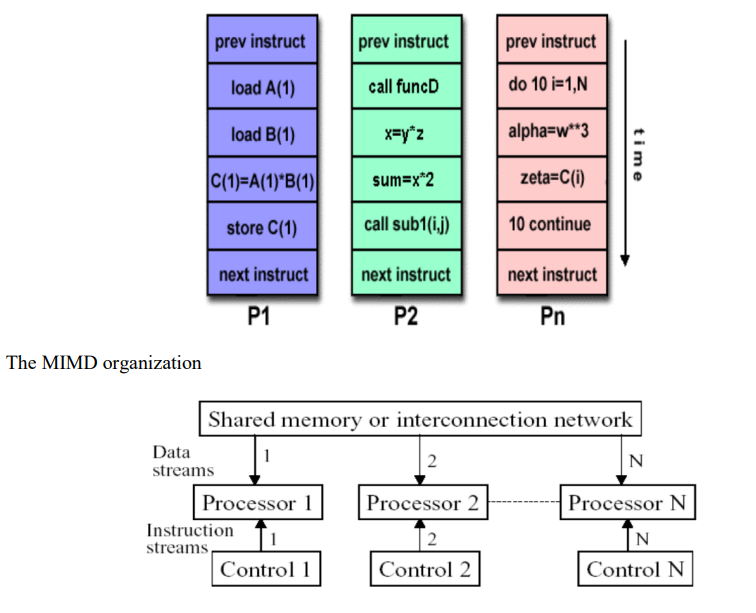 prev instruct
load A(1)
load B(1)
C(1)=A(1)*B(1)
store C(1)
next instruct
P1
prev instruct
call funcD
x=y*z
sum=x*2
call sub1(i,j)
next instruct
P2
prev instruct
do 10 i=1,N
alpha=w**3
zeta=C(i)
10 continue
next instruct
Pn
time
The MIMD organization
Shared memory or interconnection network
Data
streams
1
2
N
Processor 1
Processor 2
Processor N
Instruction
streams
1
2
N
Control 1
Control 2
Control N